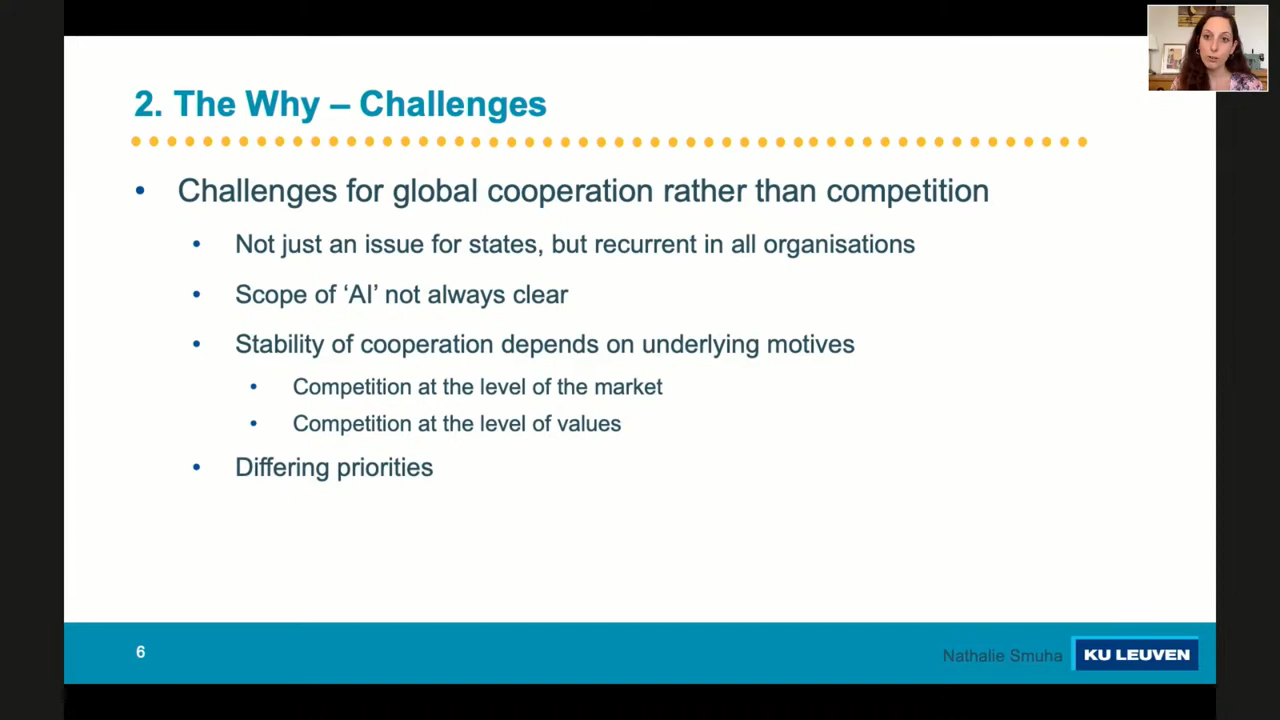 2. The Why – Challenges
• Challenges for global cooperation rather than competition
• Not just an issue for states, but recurrent in all organisations
• Scope of ‘AI’ not always clear
• Stability of cooperation depends on underlying motives
• Competition at the level of the market
• Competition at the level of values
• Differing priorities
6
Nathalie Smuha
KU LEUVEN